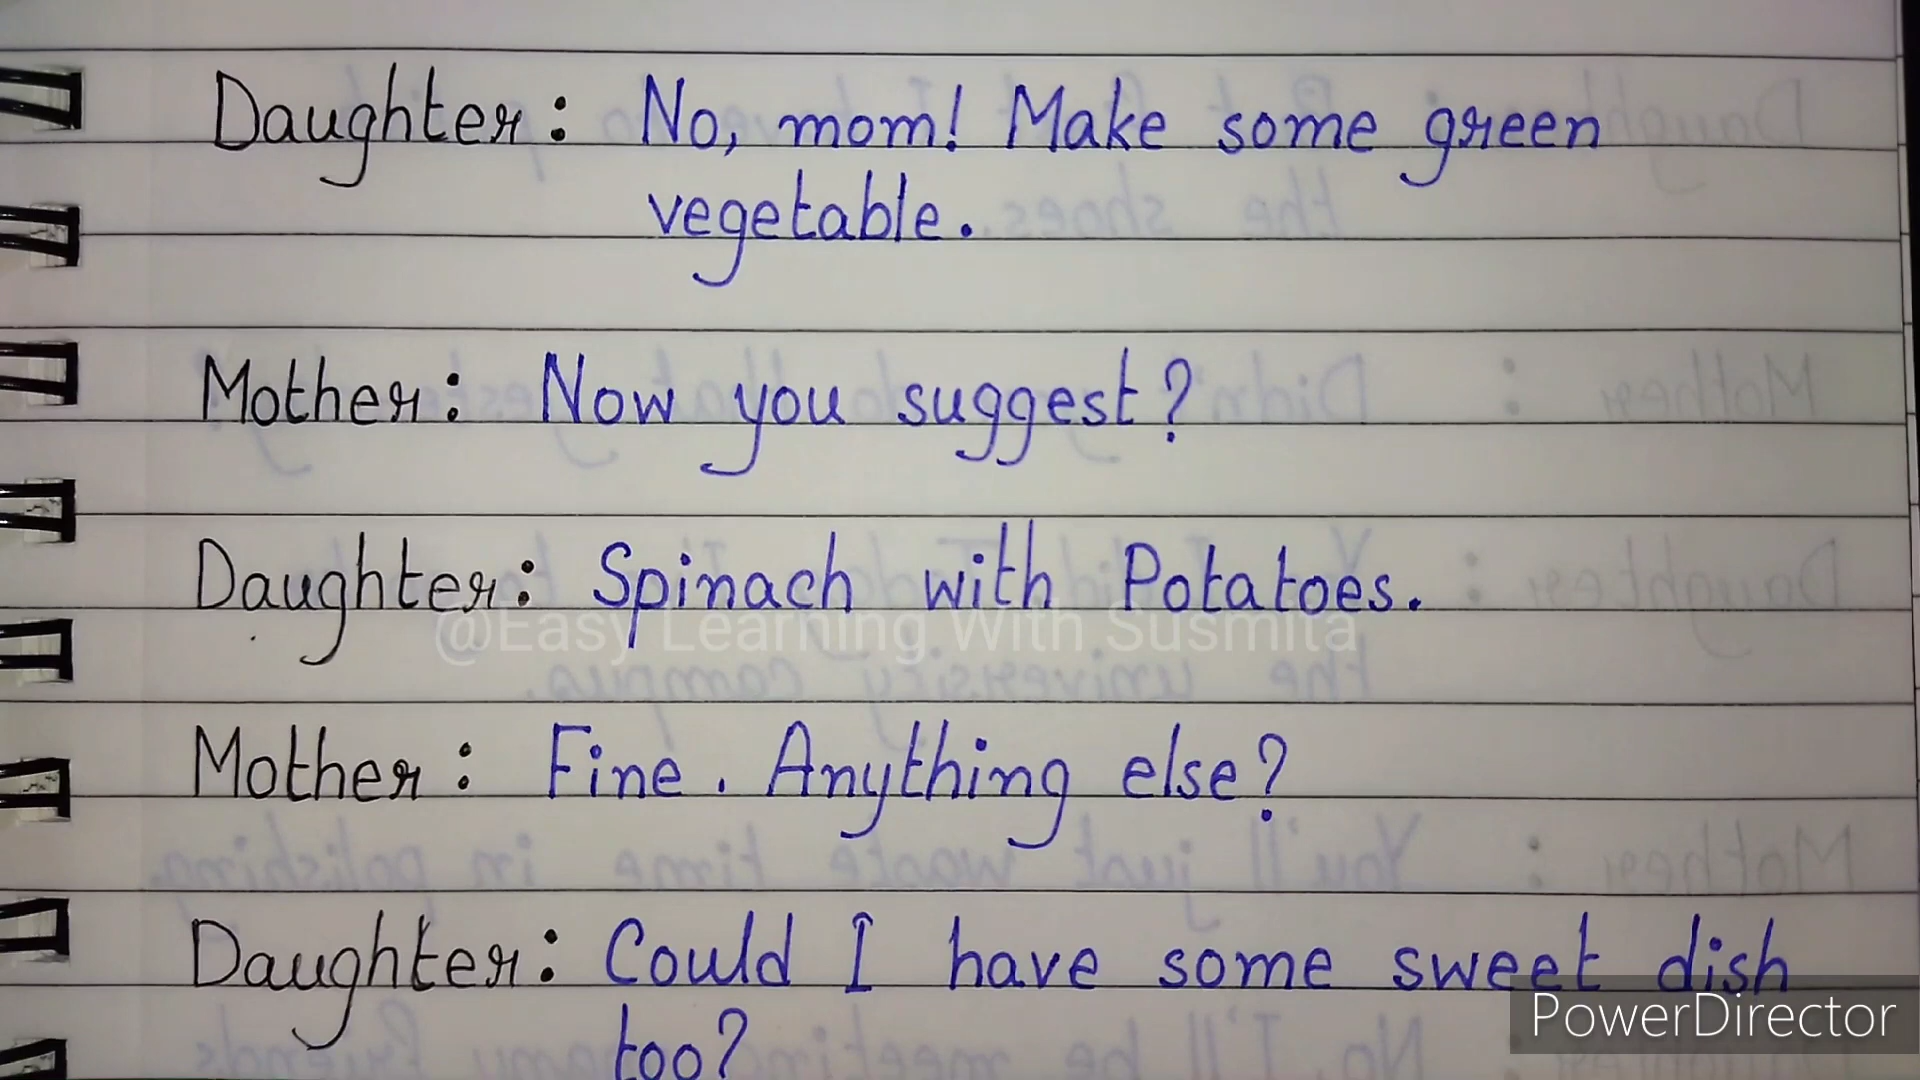 Daughter: No, mom! Make some green
vegetable.
Mother: Now you suggest?
Daughter: Spinach with Potatoes.
@Easy Learning With Susmita
Mother: Fine. Anything else?
Daughter: Could I have some sweet dish
too?
PowerDirector